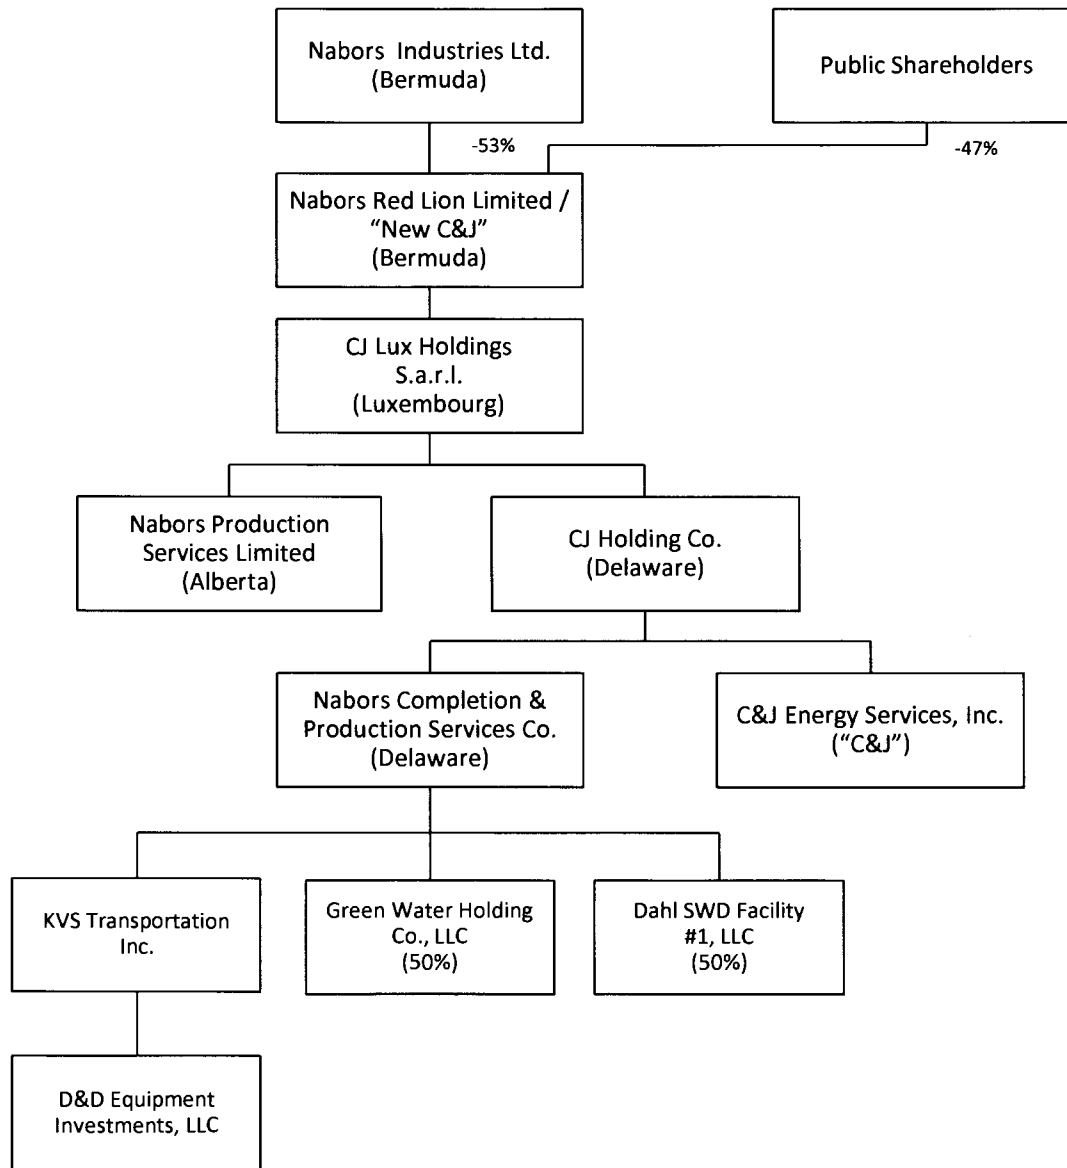 Nabors Industries Ltd.
(Bermuda)
Public Shareholders
-53%
-47%
Nabors Red Lion Limited /
“New C&J”
(Bermuda)
CJ Lux Holdings
S.a.r.l.
(Luxembourg)
Nabors Production
Services Limited
(Alberta)
CJ Holding Co.
(Delaware)
Nabors Completion &
Production Services Co.
(Delaware)
C&J Energy Services, Inc.
(“C&J”)
KVS Transportation
Inc.
Green Water Holding
Co., LLC
(50%)
Dahl SWD Facility
#1, LLC
(50%)
D&D Equipment
Investments, LLC